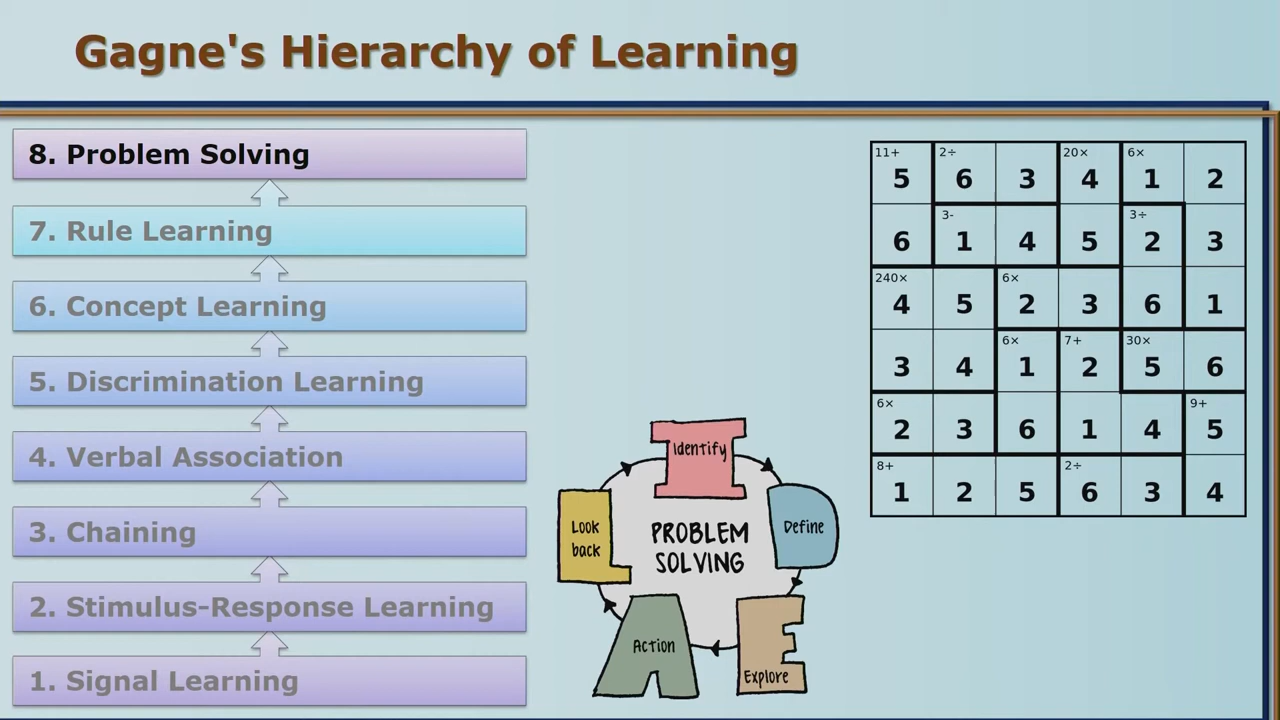 Gagne's Hierarchy of Learning
8. Problem Solving
7. Rule Learning
6. Concept Learning
5. Discrimination Learning
4. Verbal Association
3. Chaining
2. Stimulus-Response Learning
1. Signal Learning
Identify
Define
Explore
Action
Look
back
PROBLEM
SOLVING
11+ 2÷ 20× 6×
5 6 3 4 1 2
3- 3÷
6 1 4 5 2 3
240× 6×
4 5 2 3 6 1
6× 7+ 30×
3 4 1 2 5 6
6× 9+
2 3 6 1 4 5
8+ 2÷
1 2 5 6 3 4